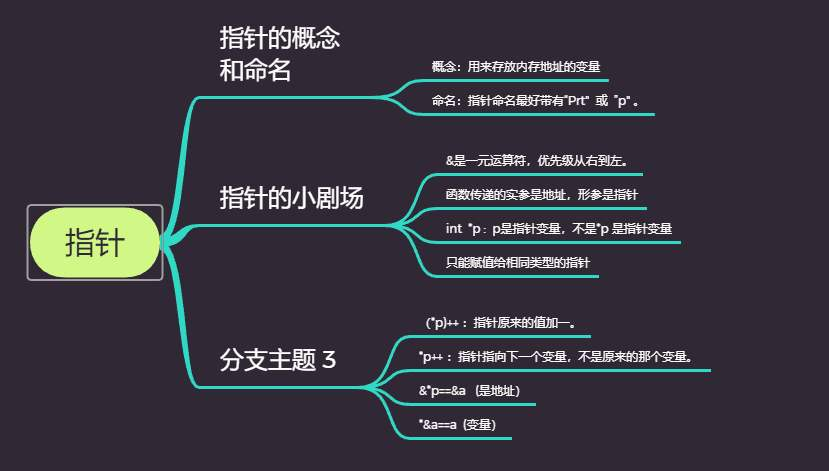 指针
指针的概念
和命名
概念：用来存放内存地址的变量
命名：指针命名最好带有"Prt" 或 "p" 。
指针的小剧场
&是一元运算符，优先级从右到左。
函数传递的实参是地址，形参是指针
int *p : p是指针变量，不是*p 是指针变量
只能赋值给相同类型的指针
分支主题 3
(*p)++ : 指针原来的值加一。
*p++ : 指针指向下一个变量，不是原来的那个变量。
&*p==&a （是地址）
*&a==a（变量）